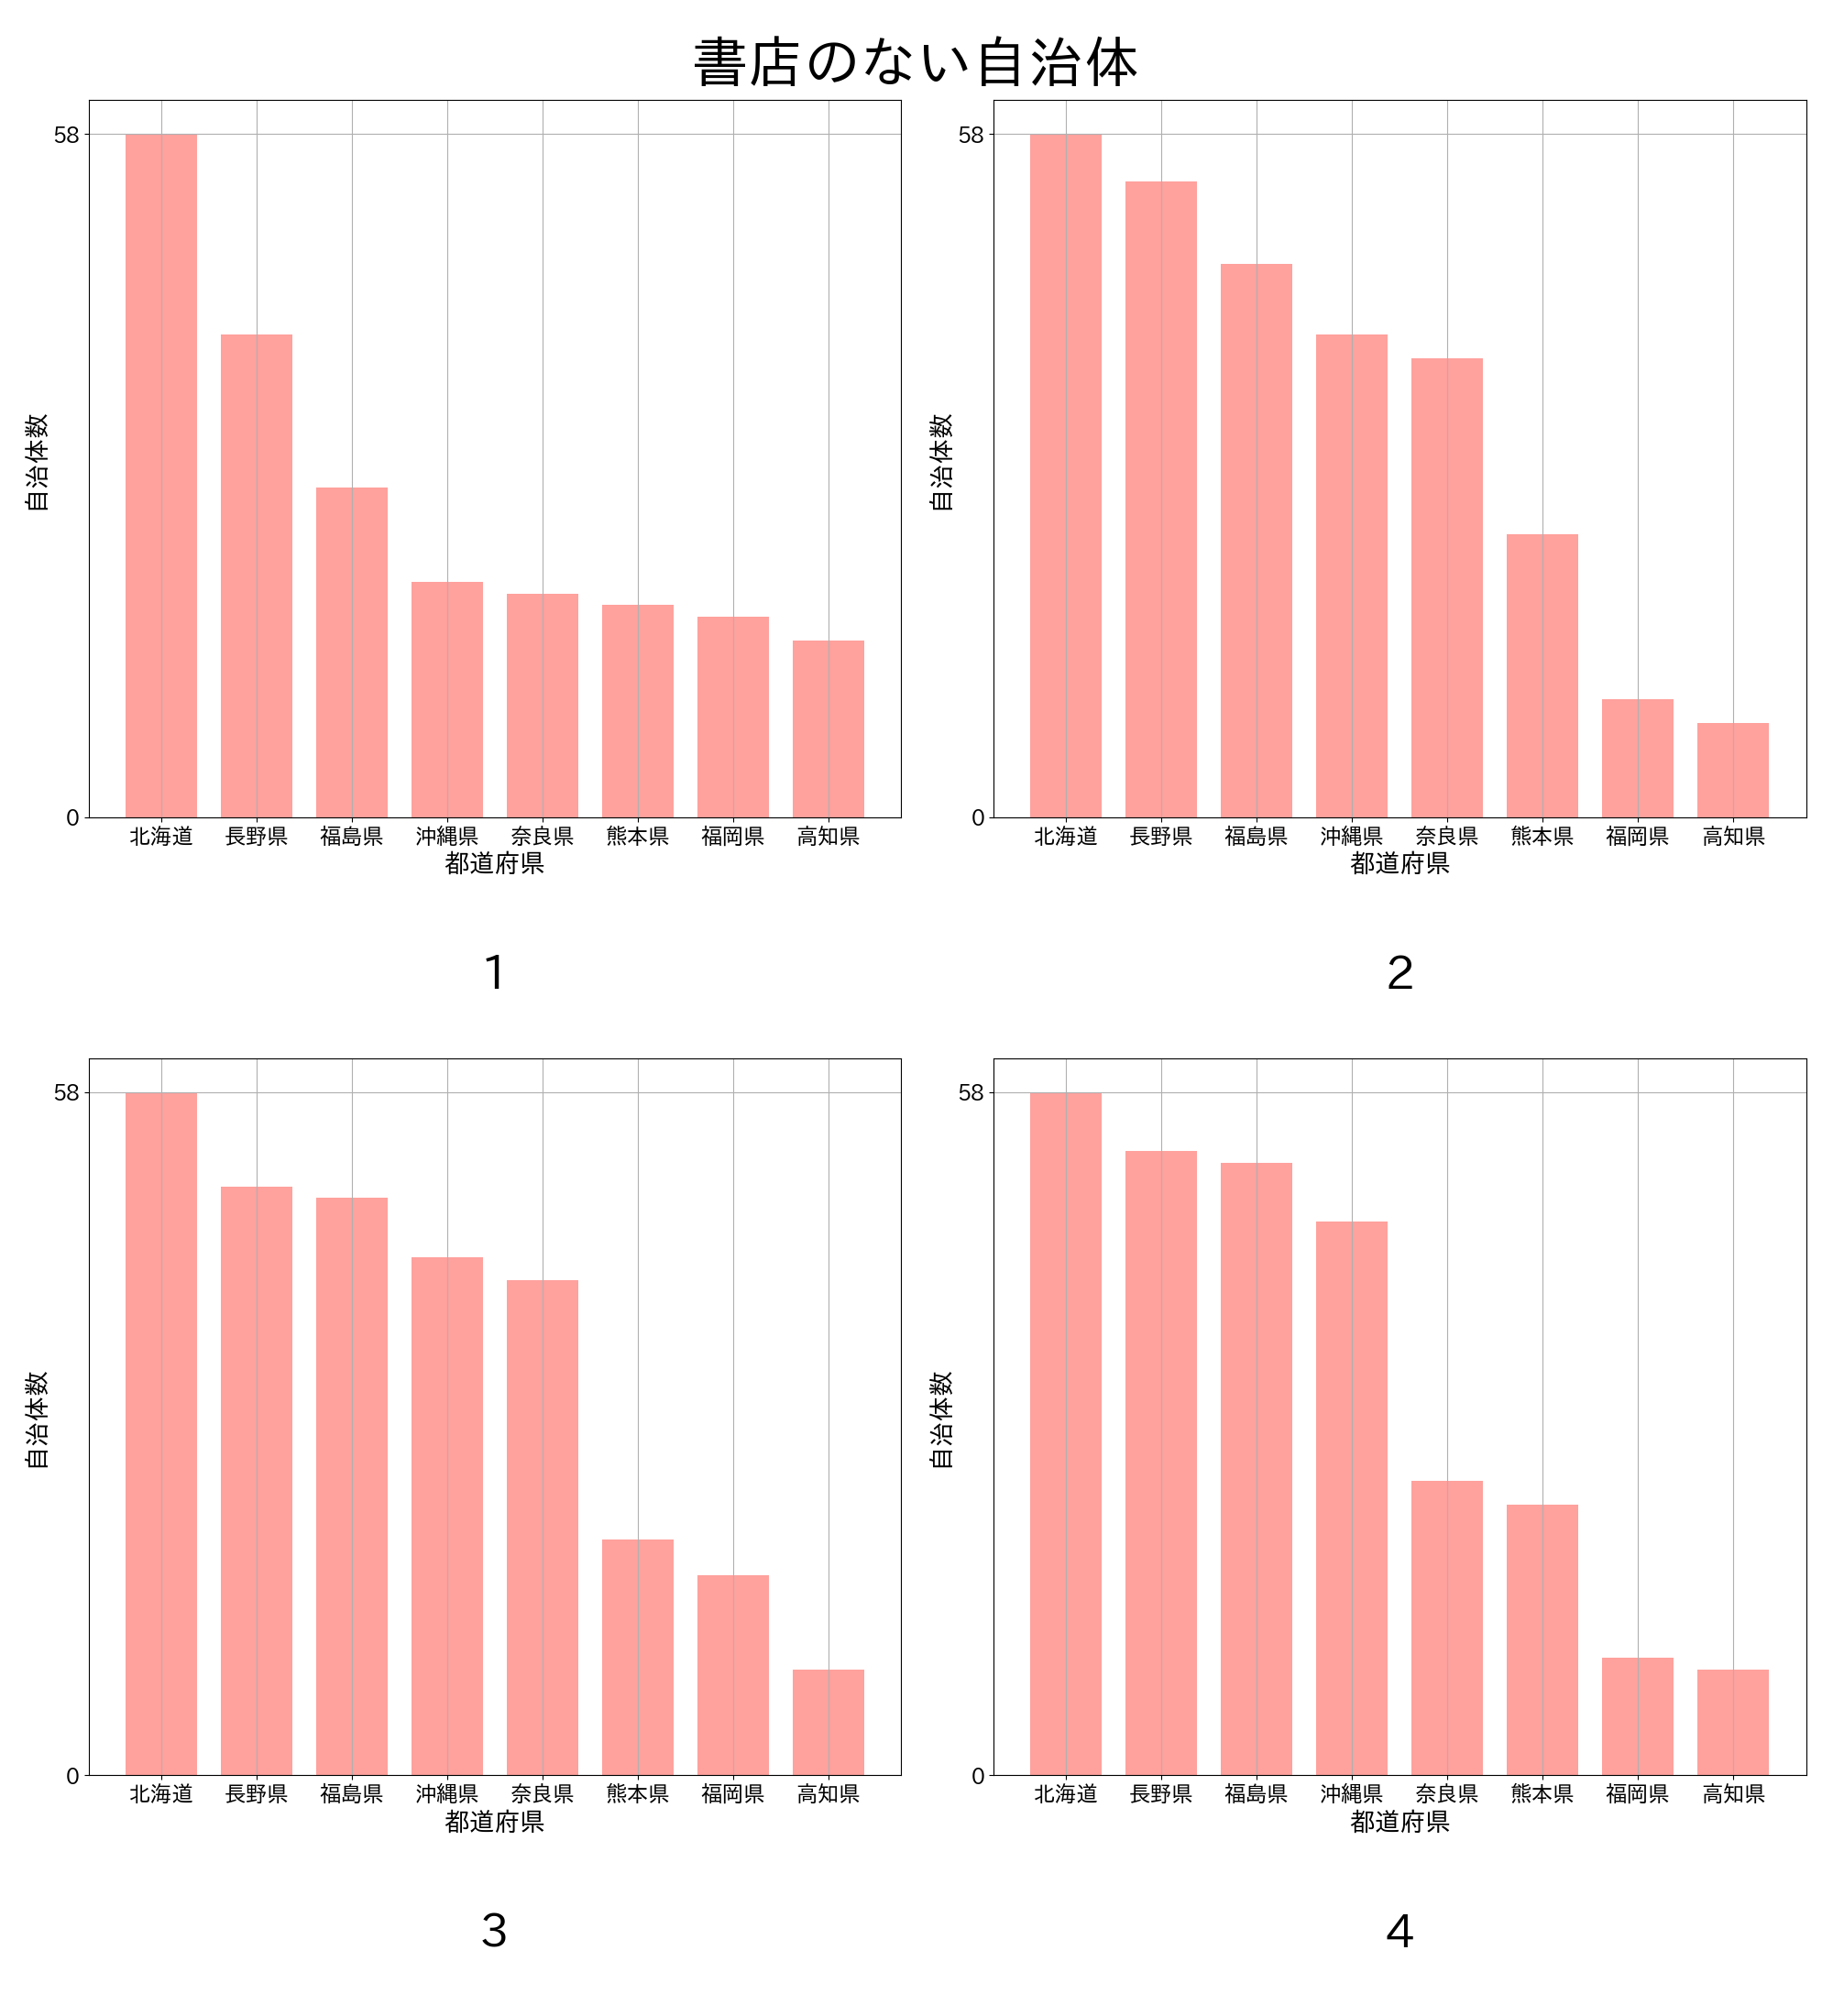 書店のない自治体
58
0
自治体数
北海道 長野県 福島県 沖縄県 奈良県 熊本県 福岡県 高知県
都道府県
1
58
0
自治体数
北海道 長野県 福島県 沖縄県 奈良県 熊本県 福岡県 高知県
都道府県
2
58
0
自治体数
北海道 長野県 福島県 沖縄県 奈良県 熊本県 福岡県 高知県
都道府県
3
58
0
自治体数
北海道 長野県 福島県 沖縄県 奈良県 熊本県 福岡県 高知県
都道府県
4